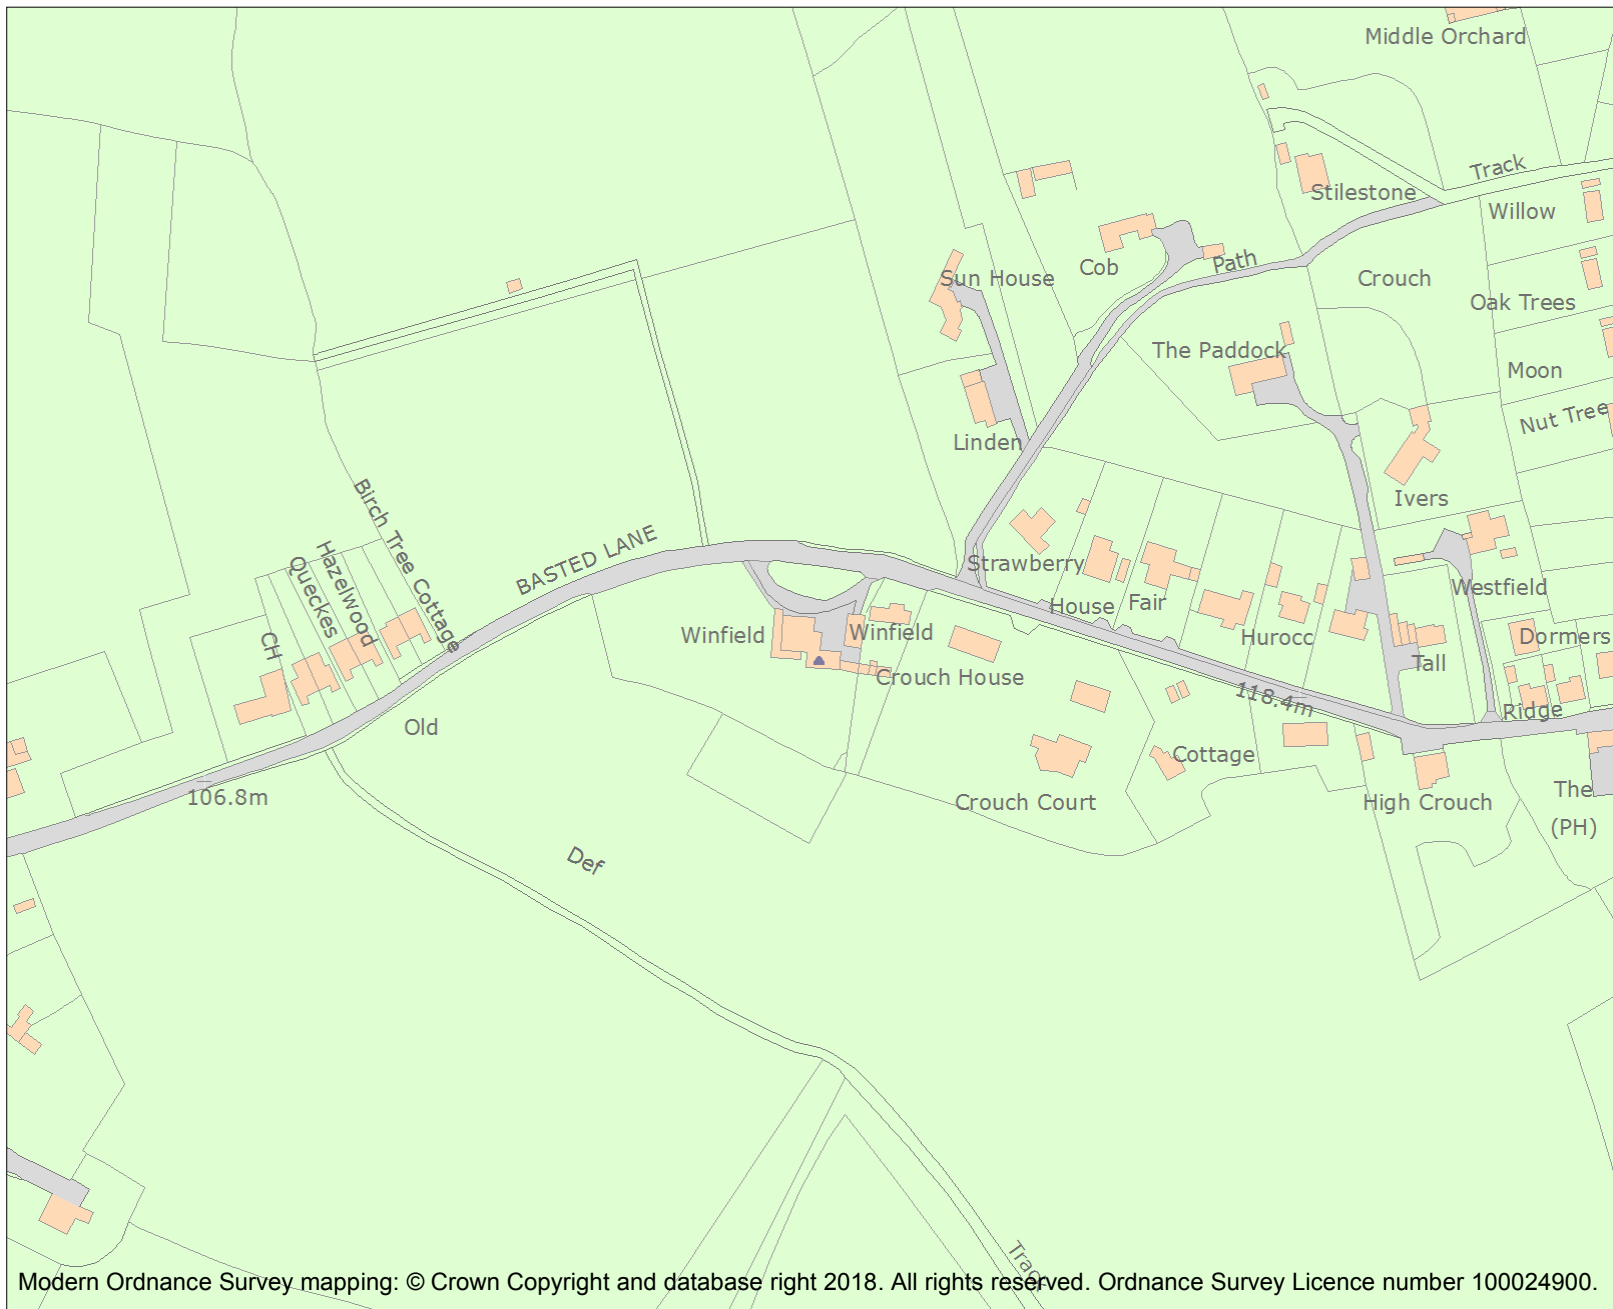 Middle Orchard
Track
Stilestone
Willow
Path
Sun House
Cob
Crouch
Oak Trees
The Paddock
Moon
Nut Tree
Linden
Ivers
Birch Tree Cottage
Hazelwood
Queckes
CH
BASTED LANE
Strawberry
House
Fair
Westfield
Winfield
Winfield
Hurocc
Dormers
Tall
Crouch House
118.4m
Ridge
Old
Cottage
106.8m
Crouch Court
High Crouch
The
(PH)
Def
Track
Modern Ordnance Survey mapping: © Crown Copyright and database right 2018. All rights reserved. Ordnance Survey Licence number 100024900.